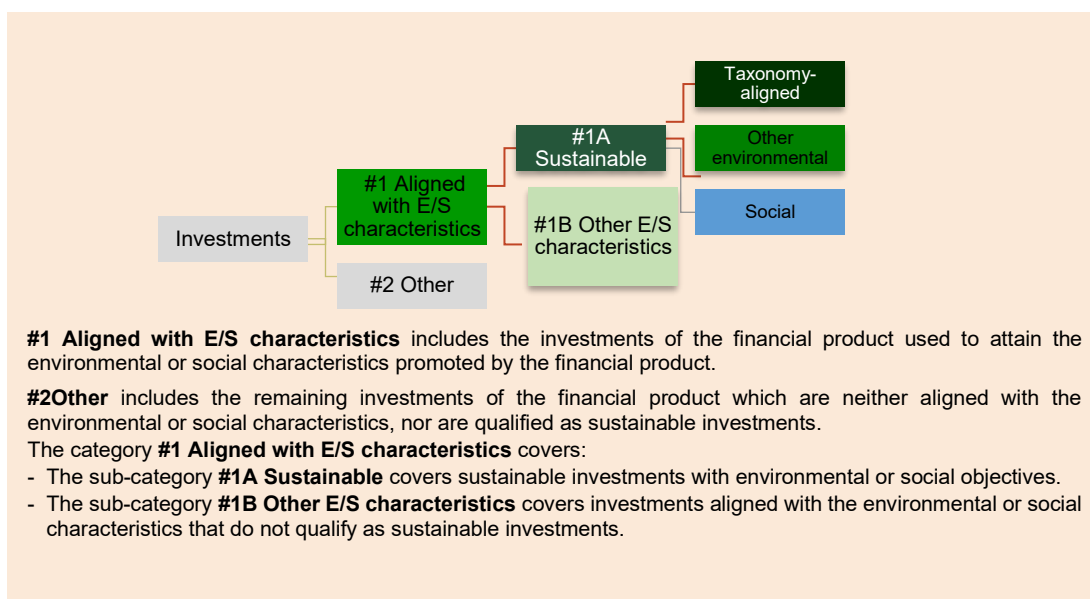 Taxonomy-
aligned
#1A
Sustainable
Other
environmental
#1 Aligned
with E/S
characteristics
Social
#1B Other E/S
characteristics
Investments
#2 Other
#1 Aligned with E/S characteristics includes the investments of the financial product used to attain the
environmental or social characteristics promoted by the financial product.
#2Other includes the remaining investments of the financial product which are neither aligned with the
environmental or social characteristics, nor are qualified as sustainable investments.
The category #1 Aligned with E/S characteristics covers:
- The sub-category #1A Sustainable covers sustainable investments with environmental or social objectives.
- The sub-category #1B Other E/S characteristics covers investments aligned with the environmental or social
characteristics that do not qualify as sustainable investments.